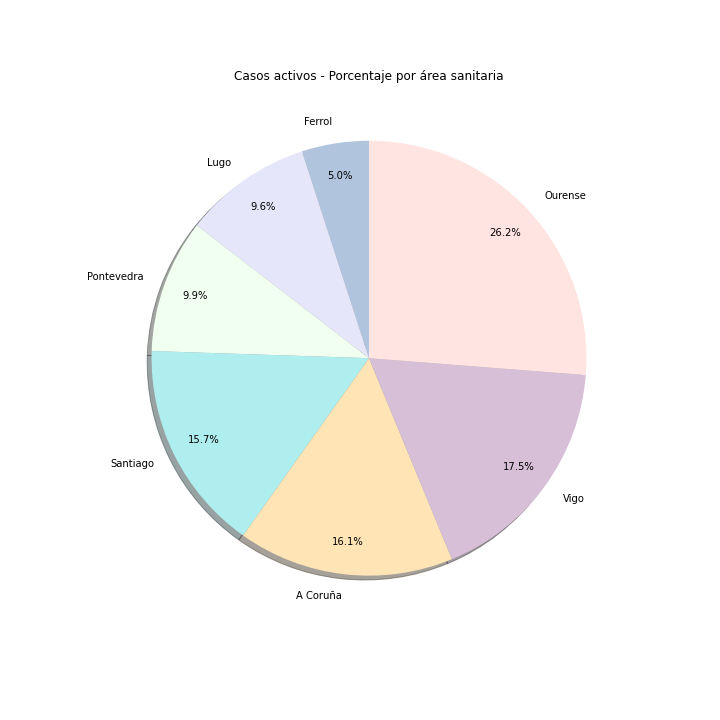 Casos activos - Porcentaje por área sanitaria
Ferrol
5.0%
Lugo
9.6%
Ourense
26.2%
Pontevedra
9.9%
Santiago
15.7%
Vigo
17.5%
A Coruña
16.1%